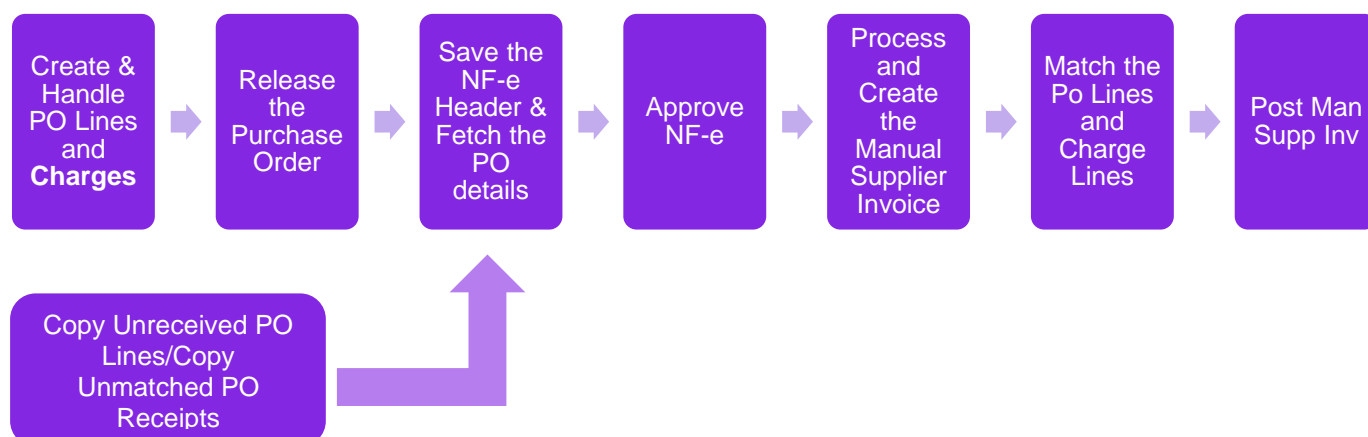 Create &
Handle
PO Lines
and
Charges
Release
the
Purchase
Order
Save the
NF-e
Header &
Fetch the
PO
details
Approve
NF-e
Process
and
Create
the
Manual
Supplier
Invoice
Match the
Po Lines
and
Charge
Lines
Post Man
Supp Inv
Copy Unreceived PO
Lines/Copy
Unmatched PO
Receipts